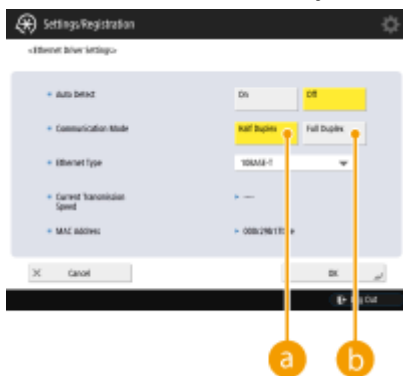 Settings/Registration
<Ethernet Driver Settings>
Auto Detect
On
Off
Communication Mode
Half Duplex
Full Duplex
Ethernet Type
10BASE-T
Current Transmission
Speed
----
MAC Address
Cancel
OK
Out
a
b